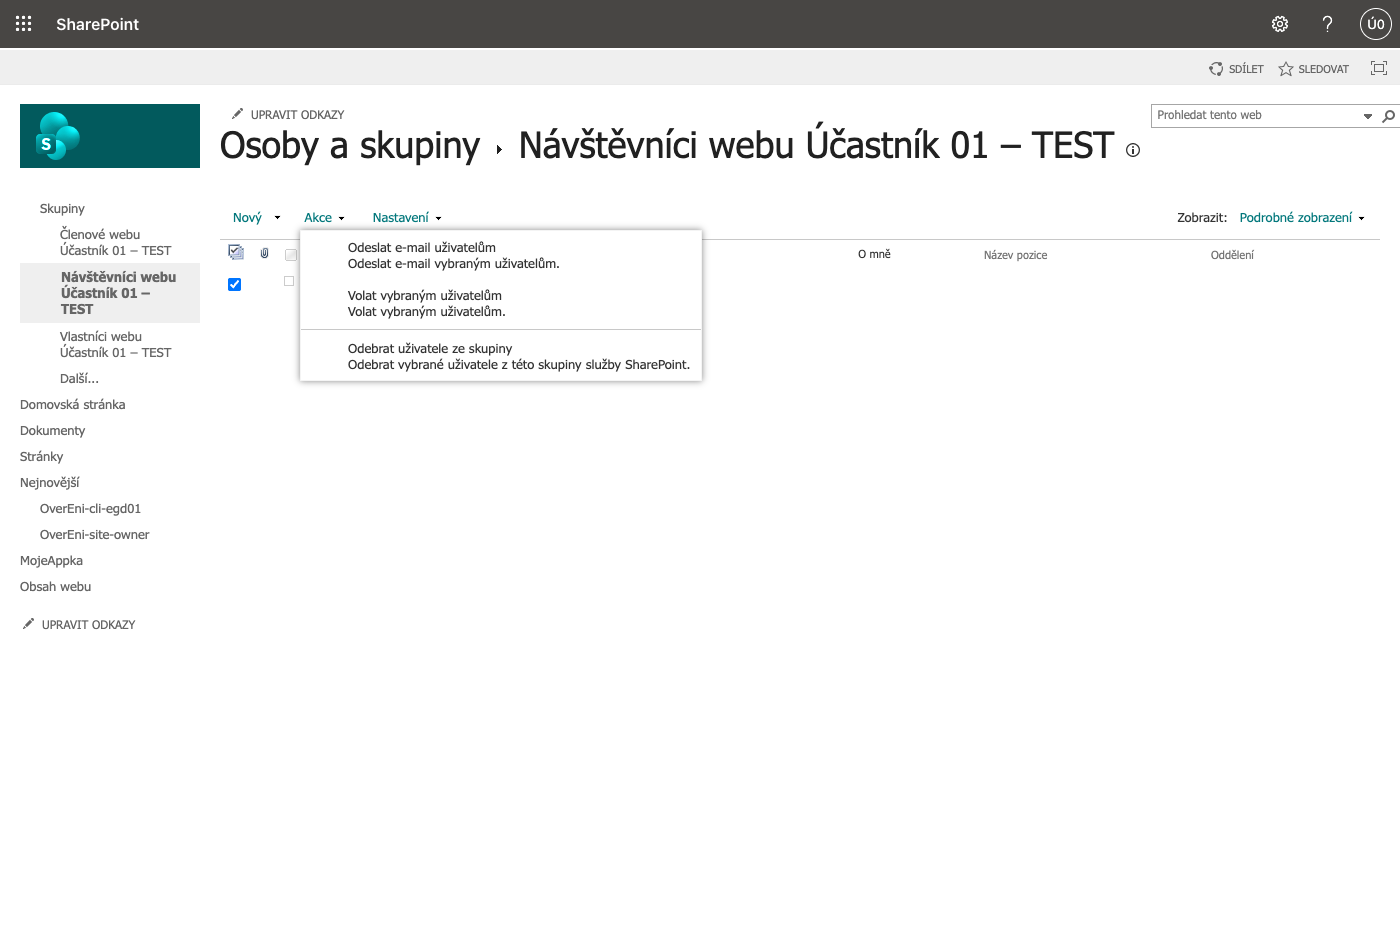 SharePoint
Ú0
SDÍLET
SLEDOVAT
S
UPRAVIT ODKAZY
Osoby a skupiny ▸ Návštěvníci webu Účastník 01 – TEST
Prohledat tento web
Skupiny
Členové webu
Účastník 01 – TEST
Návštěvníci webu
Účastník 01 –
TEST
Vlastníci webu
Účastník 01 – TEST
Další...
Domovská stránka
Dokumenty
Stránky
Nejnovější
OverEni-cli-egd01
OverEni-site-owner
MojeAppka
Obsah webu
UPRAVIT ODKAZY
Nový
Akce
Nastavení
Zobrazit: Podrobné zobrazení
O mně
Název pozice
Oddělení
Odeslat e-mail uživatelům
Odeslat e-mail vybraným uživatelům.
Volat vybraným uživatelům
Volat vybraným uživatelům.
Odebrat uživatele ze skupiny
Odebrat vybrané uživatele z této skupiny služby SharePoint.